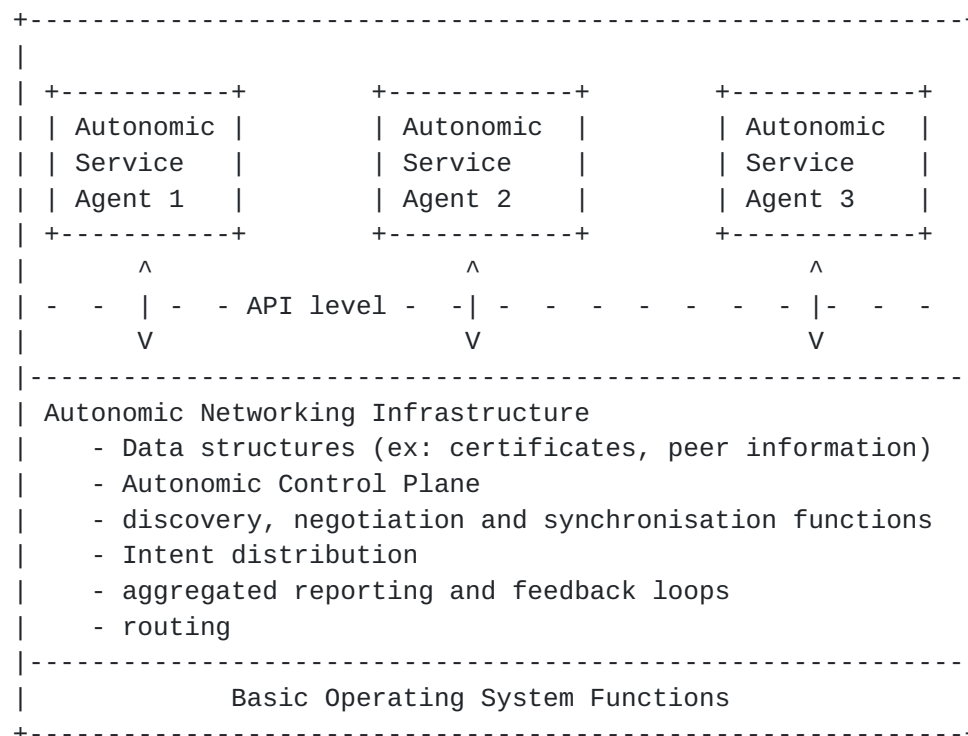 Autonomic Autonomic Autonomic
Service Service Service
Agent 1 Agent 2 Agent 3
API level
Autonomic Networking Infrastructure
- Data structures (ex: certificates, peer information)
- Autonomic Control Plane
- discovery, negotiation and synchronisation functions
- Intent distribution
- aggregated reporting and feedback loops
- routing
Basic Operating System Functions